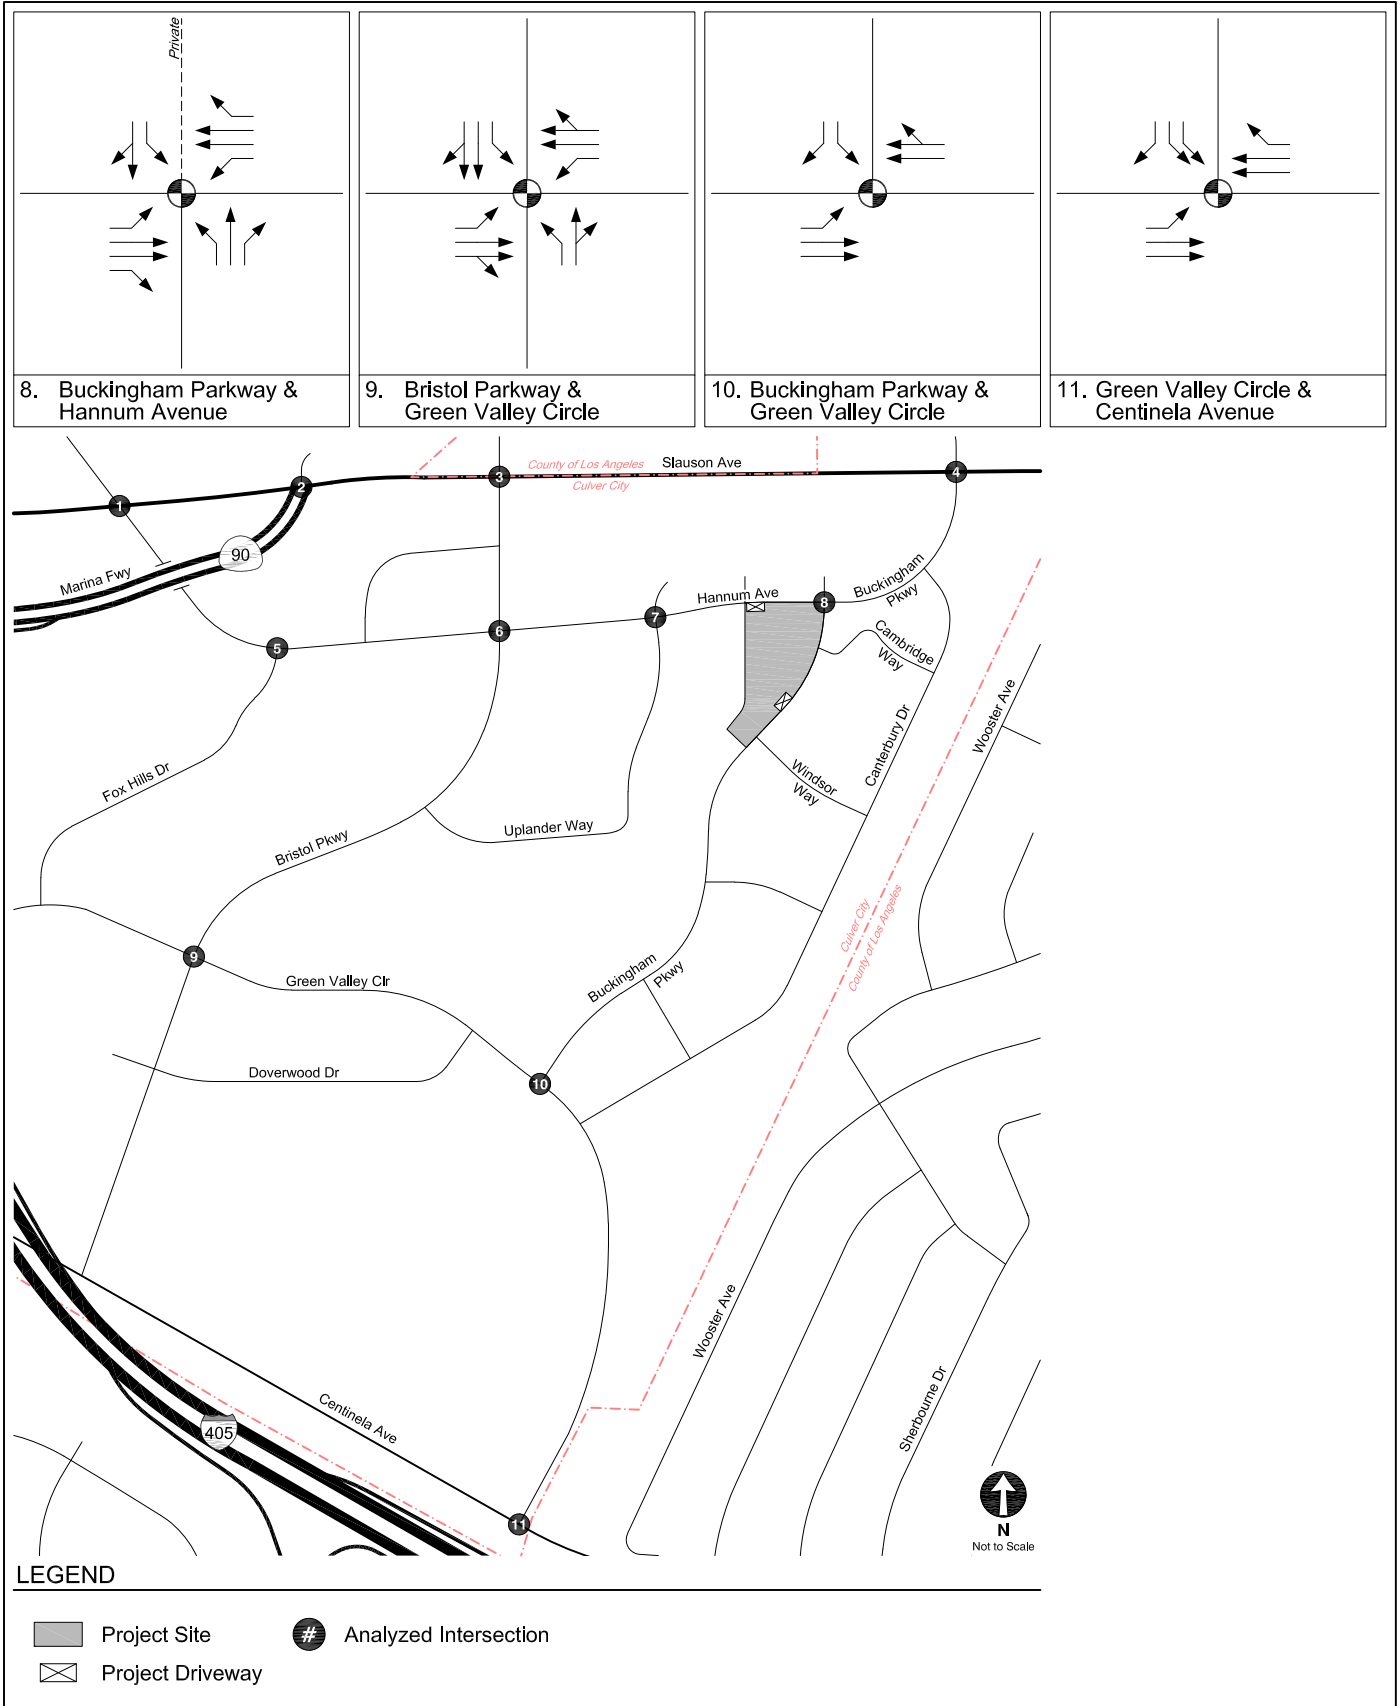 Private
8. Buckingham Parkway &
Hannum Avenue
9. Bristol Parkway &
Green Valley Circle
10. Buckingham Parkway &
Green Valley Circle
11. Green Valley Circle &
Centinela Avenue
County of Los Angeles
Slauson Ave
Culver City
1
2
3
4
90
Marina Fwy
Hannum Ave
Buckingham
Pkwy
5
6
7
8
Cambridge
Way
Wooster Ave
Canterbury Dr
Windsor
Way
Fox Hills Dr
Bristol Pkwy
Uplander Way
Culver City
County of Los Angeles
9
Green Valley Clr
Buckingham
Pkwy
Doverwood Dr
10
Wooster Ave
Centinela Ave
Sherbourne Dr
405
11
N
Not to Scale
LEGEND
Project Site
# Analyzed Intersection
Project Driveway